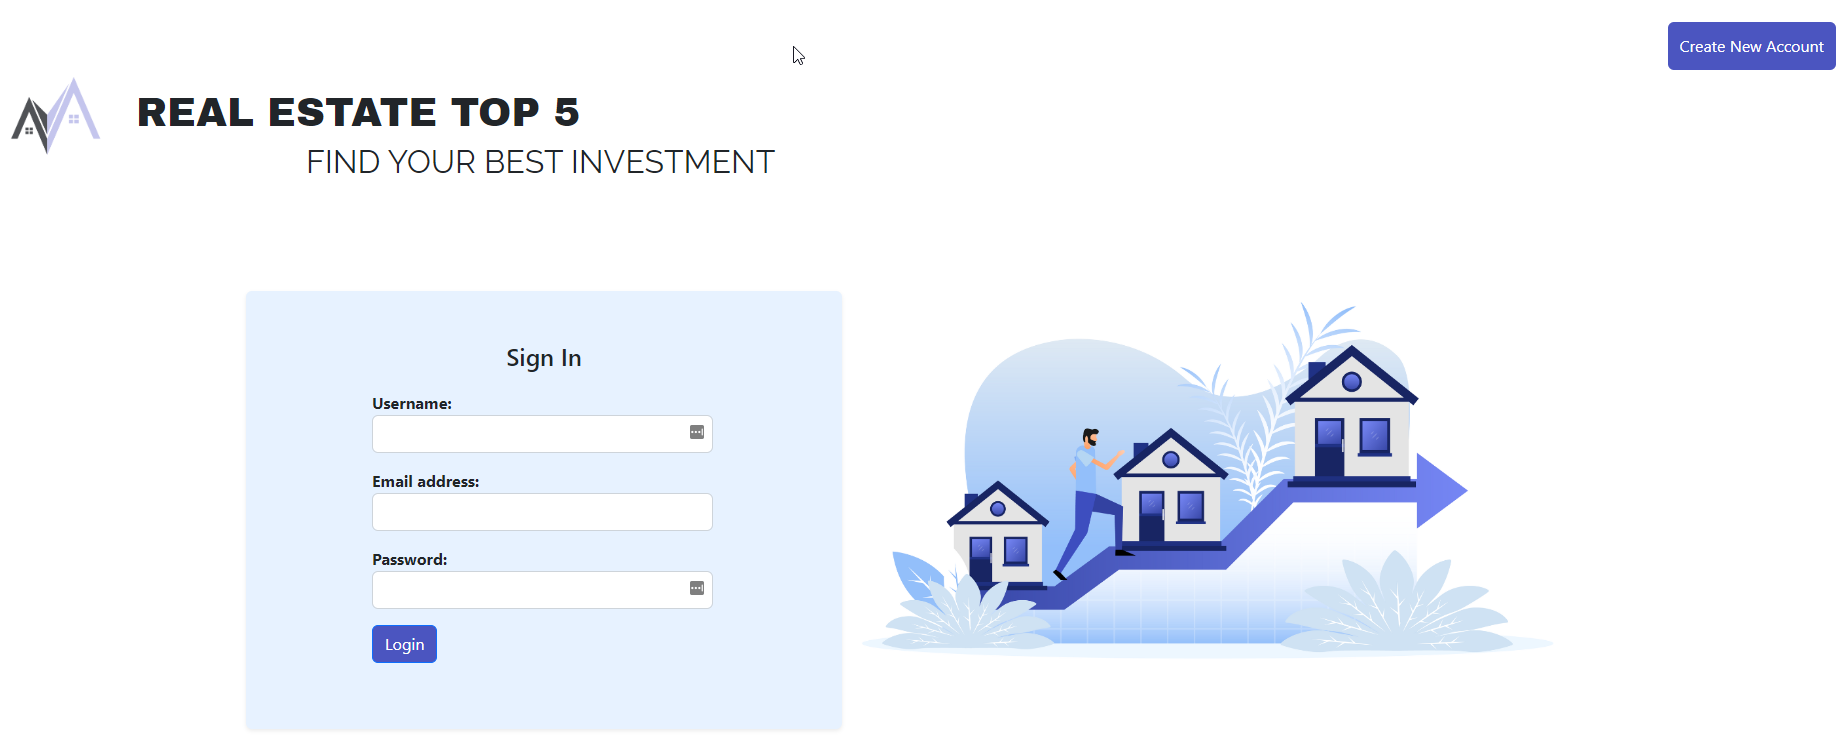 Create New Account
REAL ESTATE TOP 5
FIND YOUR BEST INVESTMENT
Sign In
Username:
Email address:
Password:
Login